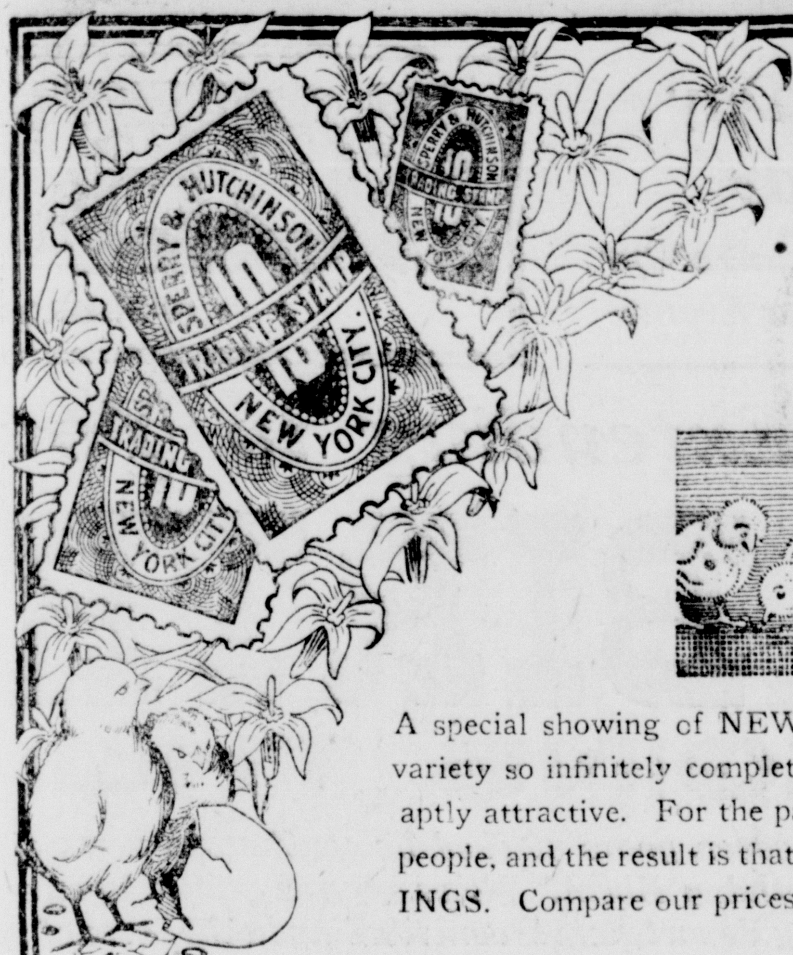 SPERRY & HUTCHINSON
10
TRADING STAMP
10
NEW YORK CITY.
SPERRY & HUTCHINSON
10
TRADING STAMP
10
NEW YORK CITY
TRADING
10
NEW YORK CITY
A special showing of NEW
variety so infinitely complet
aptly attractive. For the p
people, and the result is that
INGS. Compare our prices